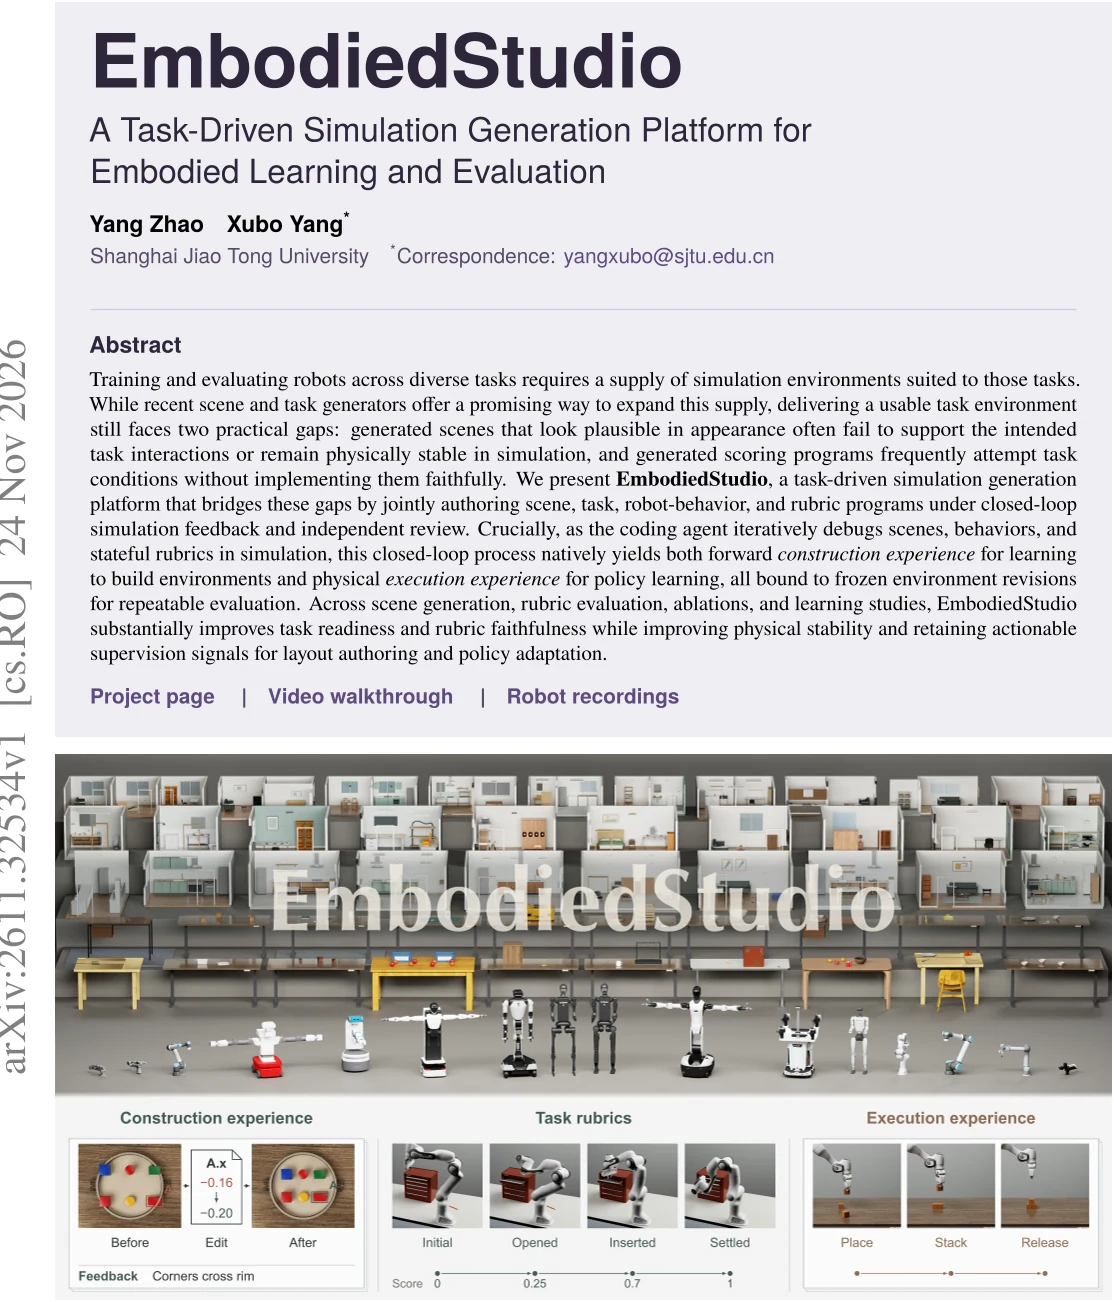 EmbodiedStudio
A Task-Driven Simulation Generation Platform for
Embodied Learning and Evaluation
Yang Zhao Xubo Yang*
Shanghai Jiao Tong University *Correspondence: yangxubo@sjtu.edu.cn
Abstract
Training and evaluating robots across diverse tasks requires a supply of simulation environments suited to those tasks.
While recent scene and task generators offer a promising way to expand this supply, delivering a usable task environment
still faces two practical gaps: generated scenes that look plausible in appearance often fail to support the intended
task interactions or remain physically stable in simulation, and generated scoring programs frequently attempt task
conditions without implementing them faithfully. We present EmbodiedStudio, a task-driven simulation generation
platform that bridges these gaps by jointly authoring scene, task, robot-behavior, and rubric programs under closed-loop
simulation feedback and independent review. Crucially, as the coding agent iteratively debugs scenes, behaviors, and
stateful rubrics in simulation, this closed-loop process natively yields both forward construction experience for learning
to build environments and physical execution experience for policy learning, all bound to frozen environment revisions
for repeatable evaluation. Across scene generation, rubric evaluation, ablations, and learning studies, EmbodiedStudio
substantially improves task readiness and rubric faithfulness while improving physical stability and retaining actionable
supervision signals for layout authoring and policy adaptation.
Project page | Video walkthrough | Robot recordings
arXiv:2611.32534v1 [cs.RO] 24 Nov 2026
EmbodiedStudio
Construction experience
A.x
−0.16
↓
−0.20
Before Edit After
Feedback Corners cross rim
Task rubrics
Initial Opened Inserted Settled
Score 0 0.25 0.7 1
Execution experience
Place Stack Release